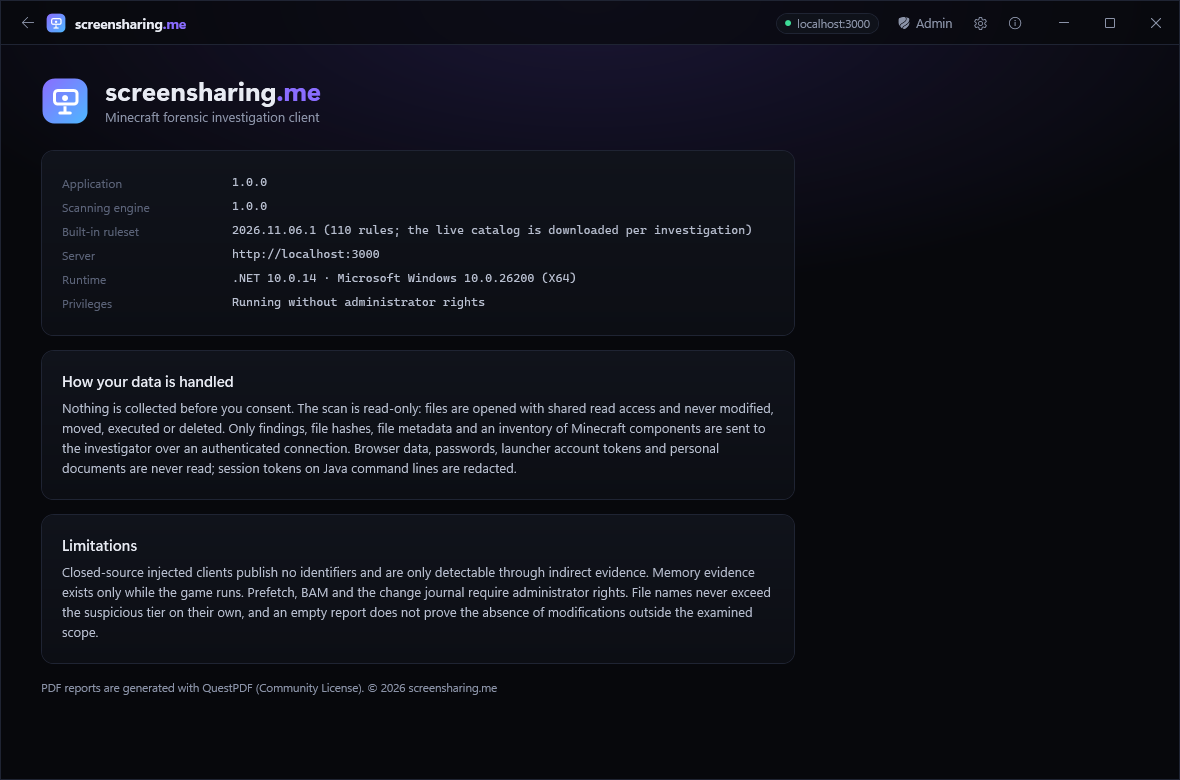 screensharing.me
localhost:3000
Admin
screensharing.me
Minecraft forensic investigation client
Application 1.0.0
Scanning engine 1.0.0
Built-in ruleset 2026.11.06.1 (110 rules; the live catalog is downloaded per investigation)
Server http://localhost:3000
Runtime .NET 10.0.14 · Microsoft Windows 10.0.26200 (X64)
Privileges Running without administrator rights
How your data is handled
Nothing is collected before you consent. The scan is read-only: files are opened with shared read access and never modified,
moved, executed or deleted. Only findings, file hashes, file metadata and an inventory of Minecraft components are sent to
the investigator over an authenticated connection. Browser data, passwords, launcher account tokens and personal
documents are never read; session tokens on Java command lines are redacted.
Limitations
Closed-source injected clients publish no identifiers and are only detectable through indirect evidence. Memory evidence
exists only while the game runs. Prefetch, BAM and the change journal require administrator rights. File names never exceed
the suspicious tier on their own, and an empty report does not prove the absence of modifications outside the examined
scope.
PDF reports are generated with QuestPDF (Community License). © 2026 screensharing.me